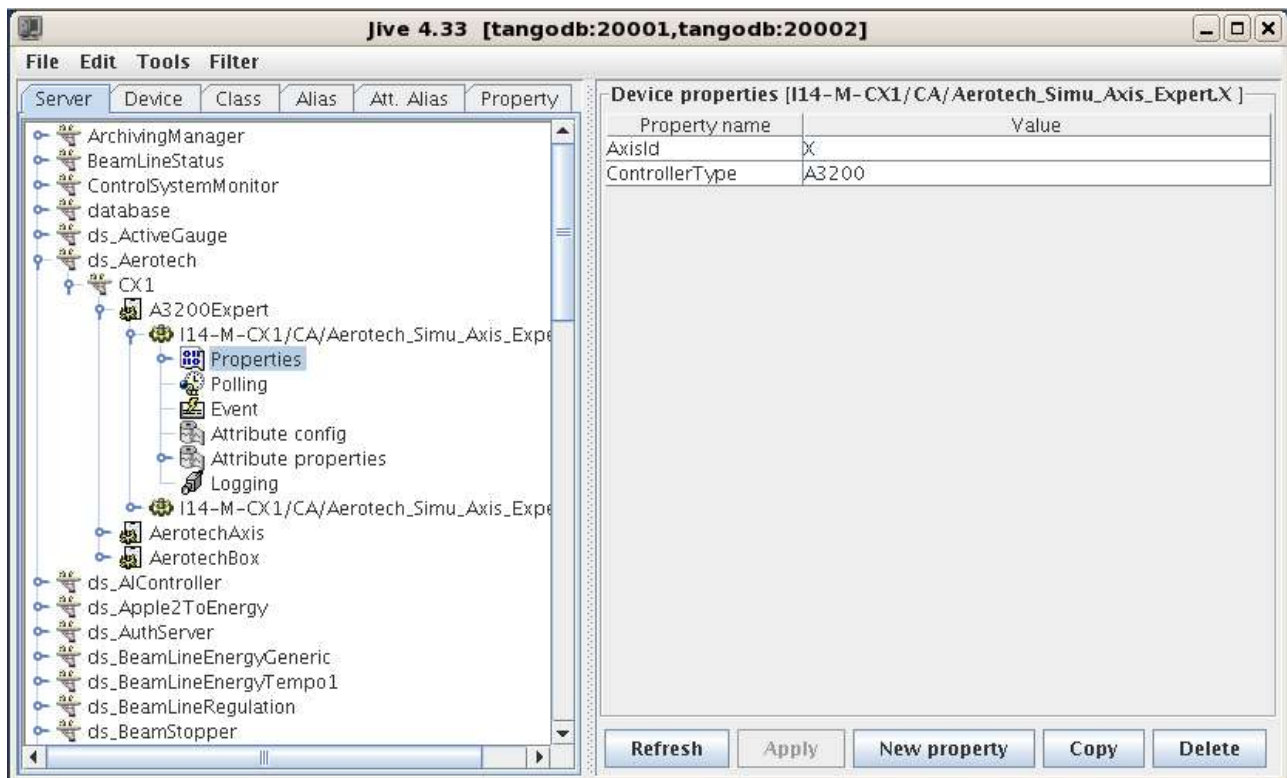 Jive 4.33 [tangodb:20001,tangodb:20002]
File Edit Tools Filter
Server Device Class Alias Att. Alias Property
ArchivingManager
BeamLineStatus
ControlSystemMonitor
database
ds_ActiveGauge
ds_Aerotech
CX1
A3200Expert
I14-M-CX1/CA/Aerotech_Simu_Axis_Expe
Properties
Polling
Event
Attribute config
Attribute properties
Logging
I14-M-CX1/CA/Aerotech_Simu_Axis_Expe
AerotechAxis
AerotechBox
ds_AIController
ds_Apple2ToEnergy
ds_AuthServer
ds_BeamLineEnergyGeneric
ds_BeamLineEnergyTempo1
ds_BeamLineRegulation
ds_BeamStopper
Device properties [I14-M-CX1/CA/Aerotech_Simu_Axis_Expert.X ]
Property name Value
AxisId X
ControllerType A3200
Refresh Apply New property Copy Delete